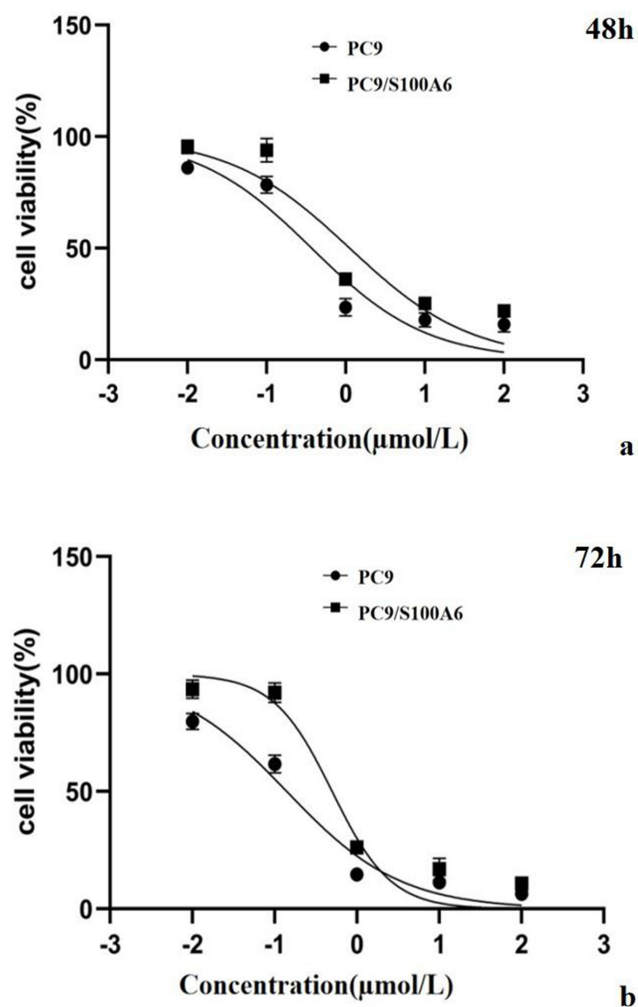 150
48h
PC9
PC9/S100A6
100
50
0
cell viability(%)
-3 -2 -1 0 1 2 3
Concentration(μmol/L)
a
150
72h
PC9
PC9/S100A6
100
50
0
cell viability(%)
-3 -2 -1 0 1 2 3
Concentration(μmol/L)
b